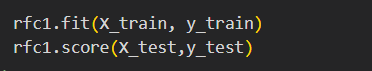 rfc1.fit(X_train, y_train)
rfc1.score(X_test,y_test)